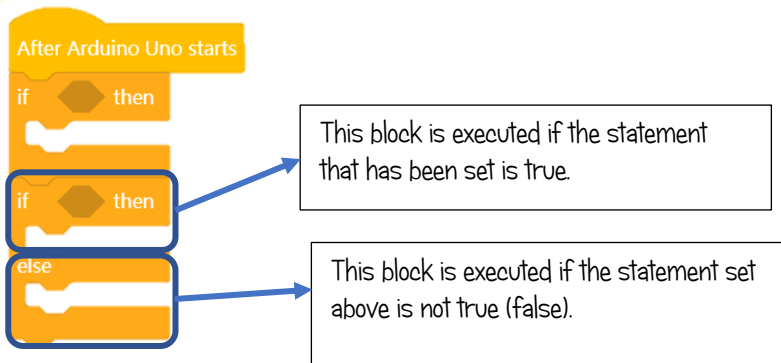 After Arduino Uno starts
if then
This block is executed if the statement
that has been set is true.
if then
else
This block is executed if the statement set
above is not true (false).